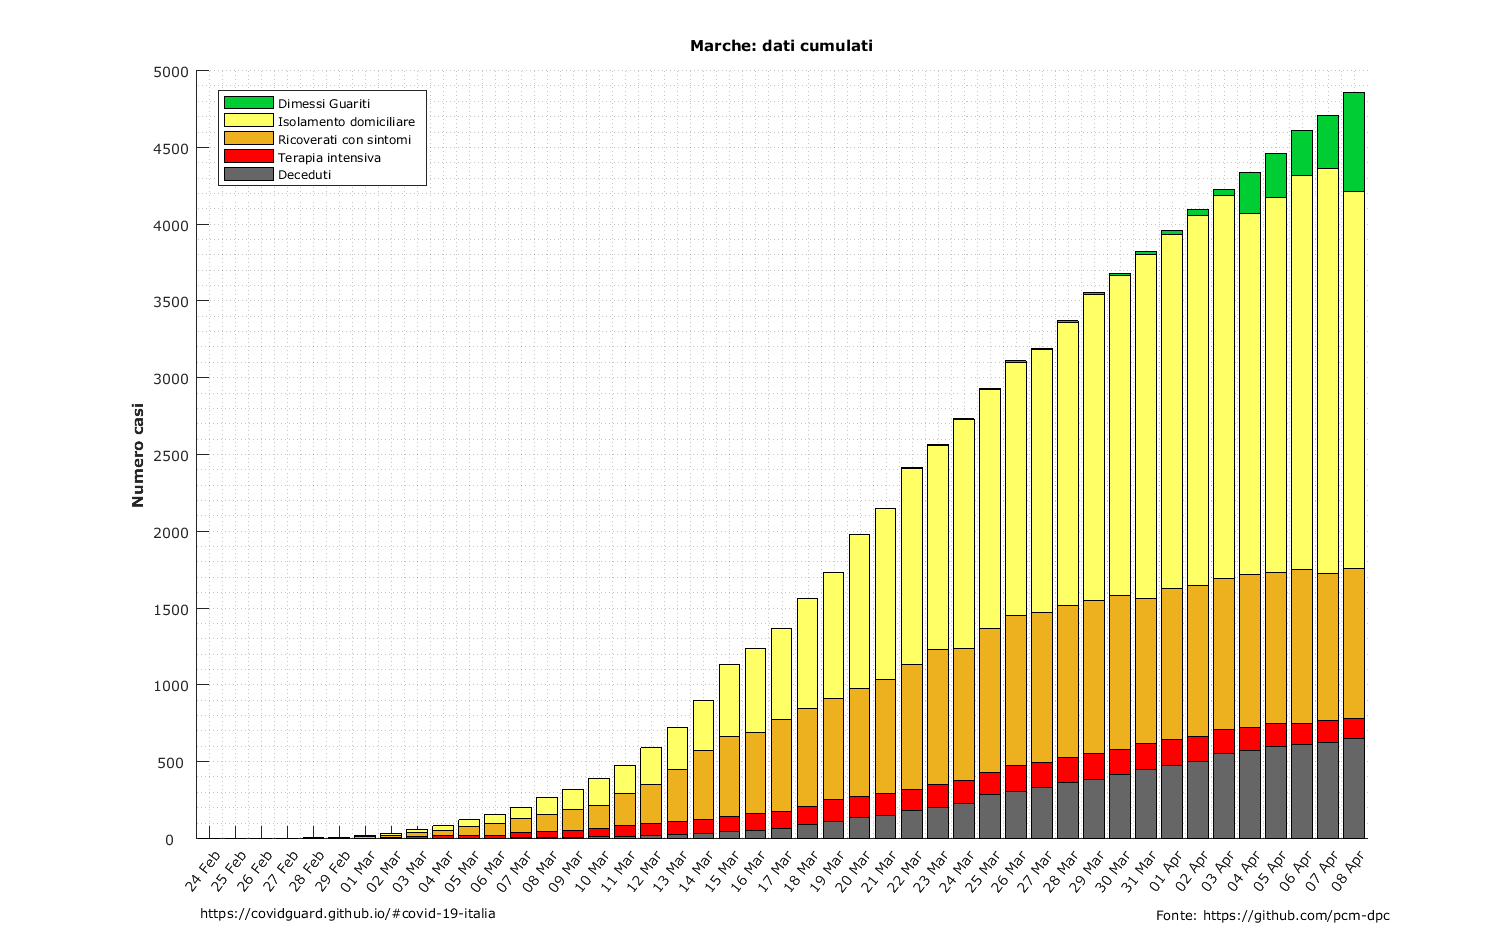 Marche: dati cumulati
5000
4500
4000
3500
3000
2500
2000
1500
1000
500
0
Numero casi
Dimessi Guariti
Isolamento domiciliare
Ricoverati con sintomi
Terapia intensiva
Deceduti
24 Feb
25 Feb
26 Feb
27 Feb
28 Feb
29 Feb
01 Mar
02 Mar
03 Mar
04 Mar
05 Mar
06 Mar
07 Mar
08 Mar
09 Mar
10 Mar
11 Mar
12 Mar
13 Mar
14 Mar
15 Mar
16 Mar
17 Mar
18 Mar
19 Mar
20 Mar
21 Mar
22 Mar
23 Mar
24 Mar
25 Mar
26 Mar
27 Mar
28 Mar
29 Mar
30 Mar
31 Mar
01 Apr
02 Apr
03 Apr
04 Apr
05 Apr
06 Apr
07 Apr
08 Apr
https://covidguard.github.io/#covid-19-italia
Fonte: https://github.com/pcm-dpc